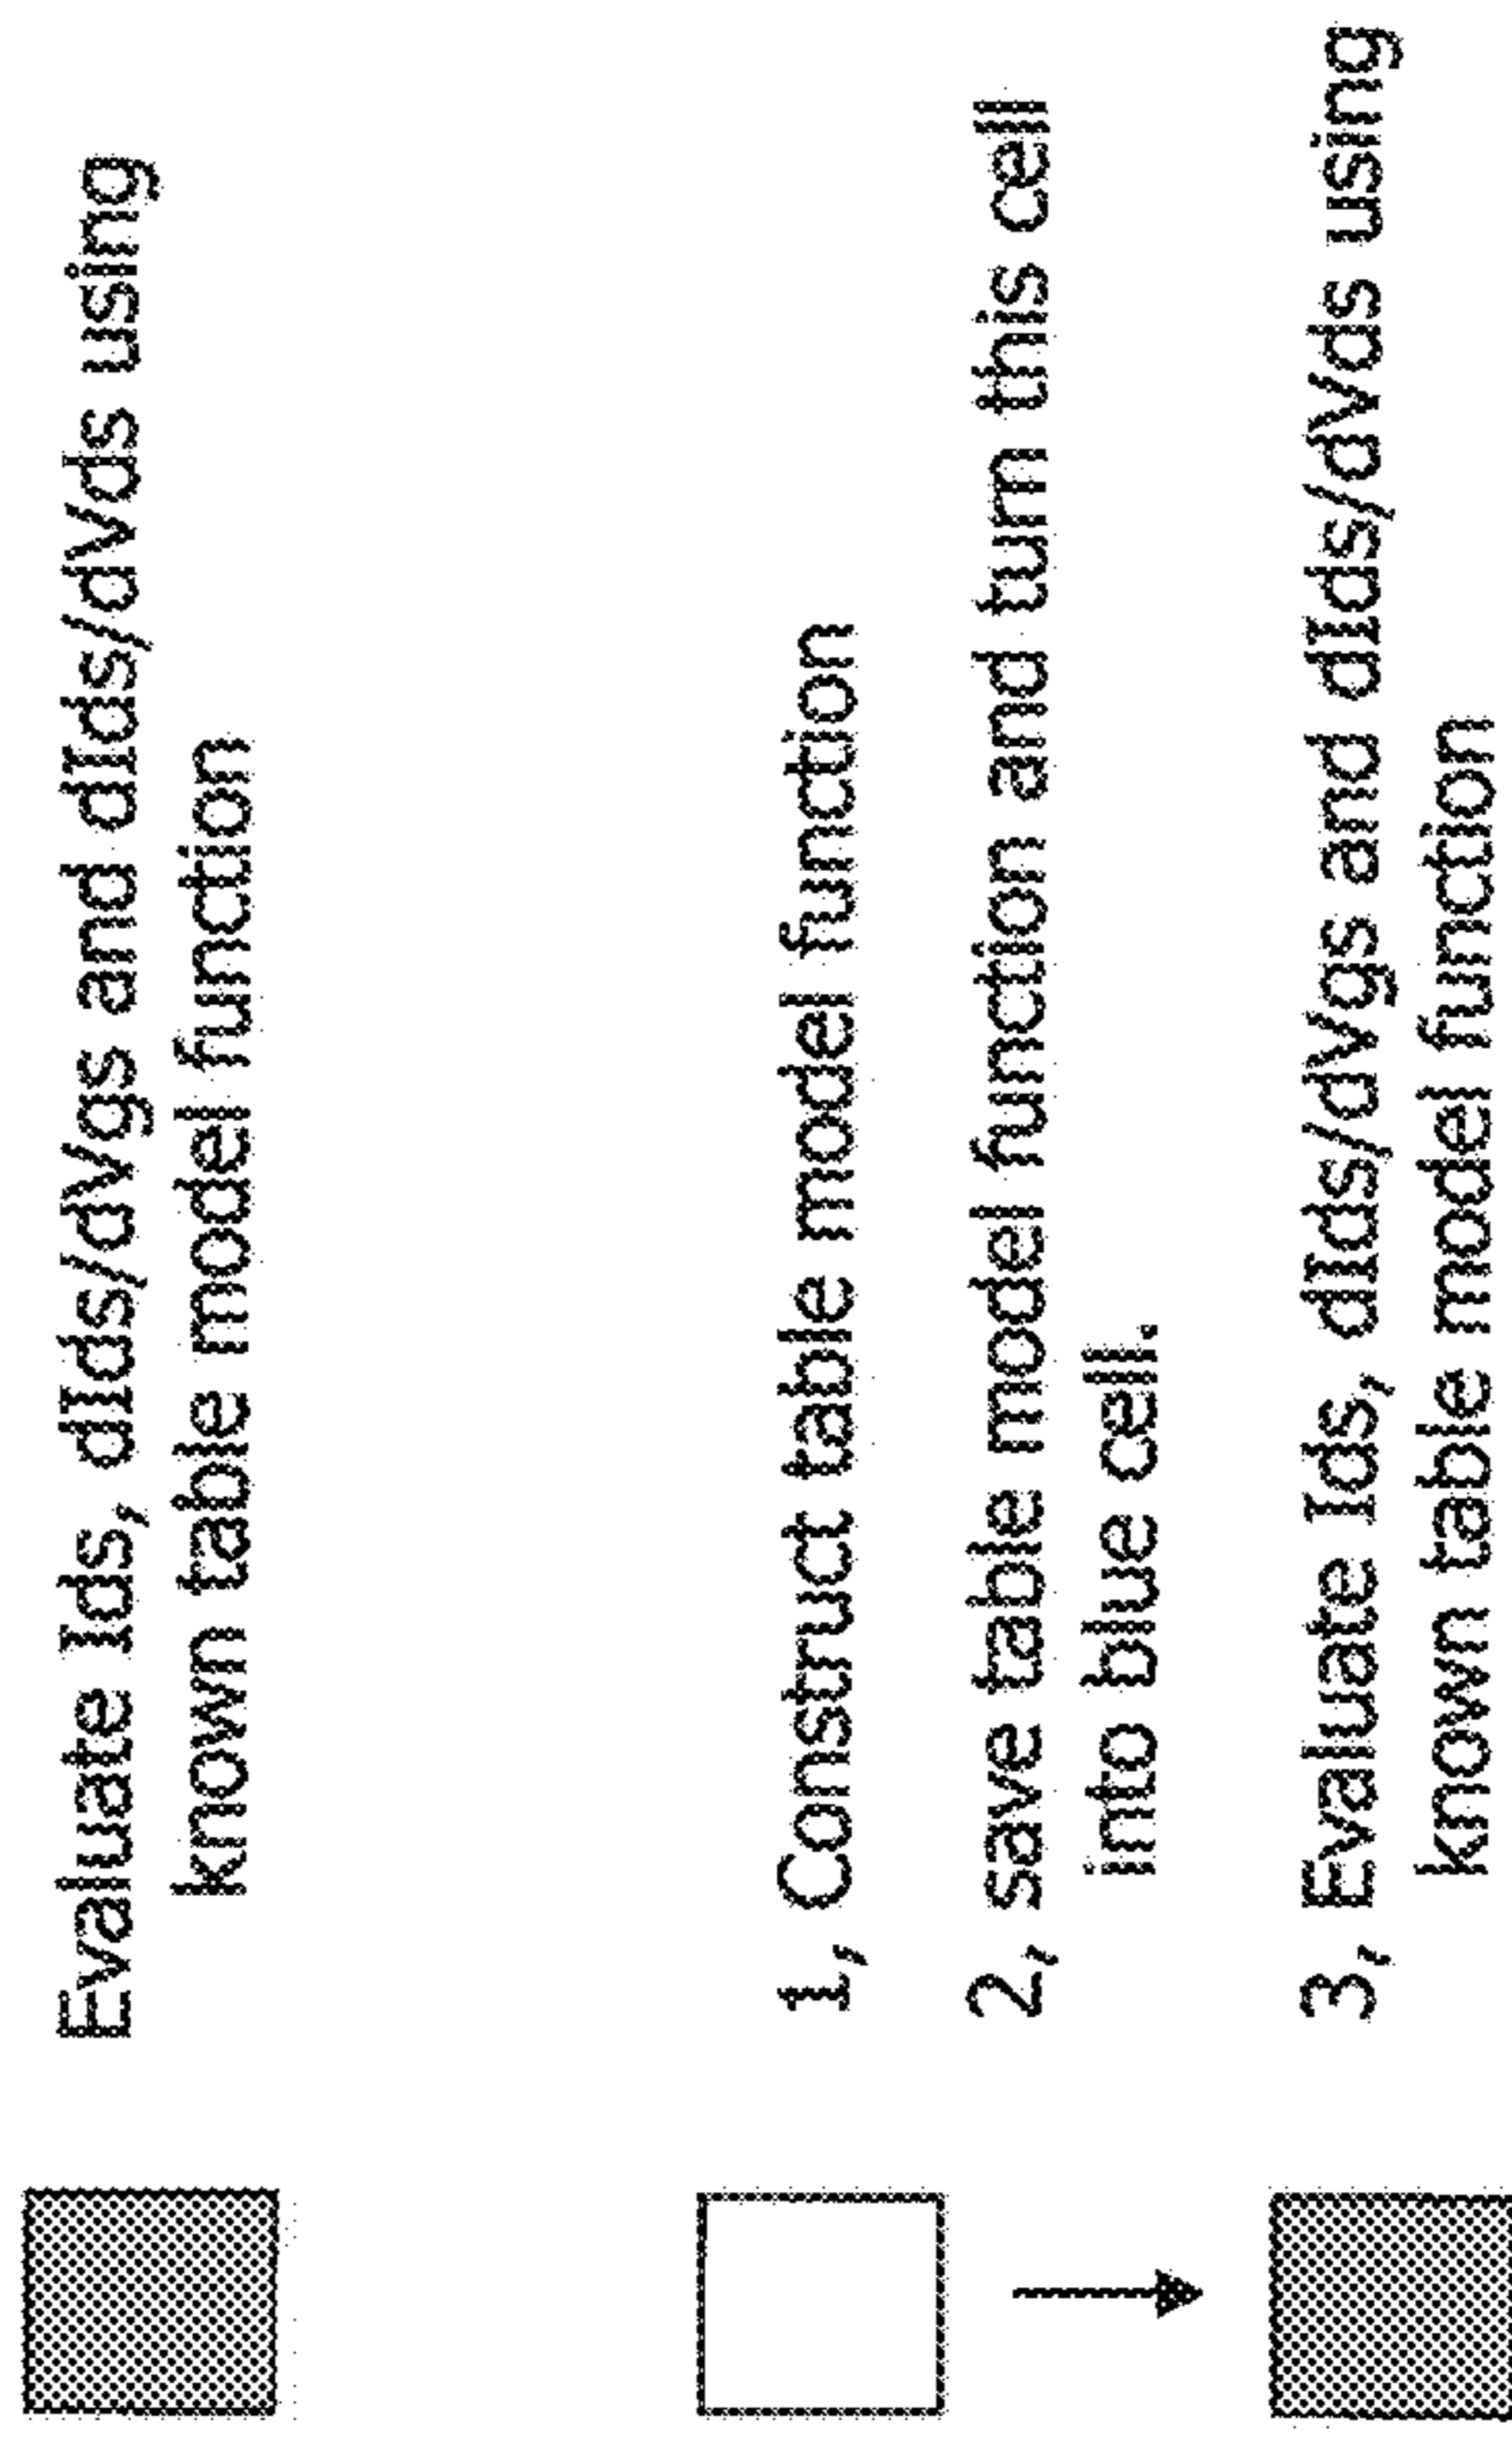 Evaluate Ids, dIds/dVgs and dIds/dVds using
known table model function
1, Construct table model function
2, save table model function and turn this cell
into blue cell.
3, Evaluate Ids, dIds/dVgs and dIds/dVds using
known table model function